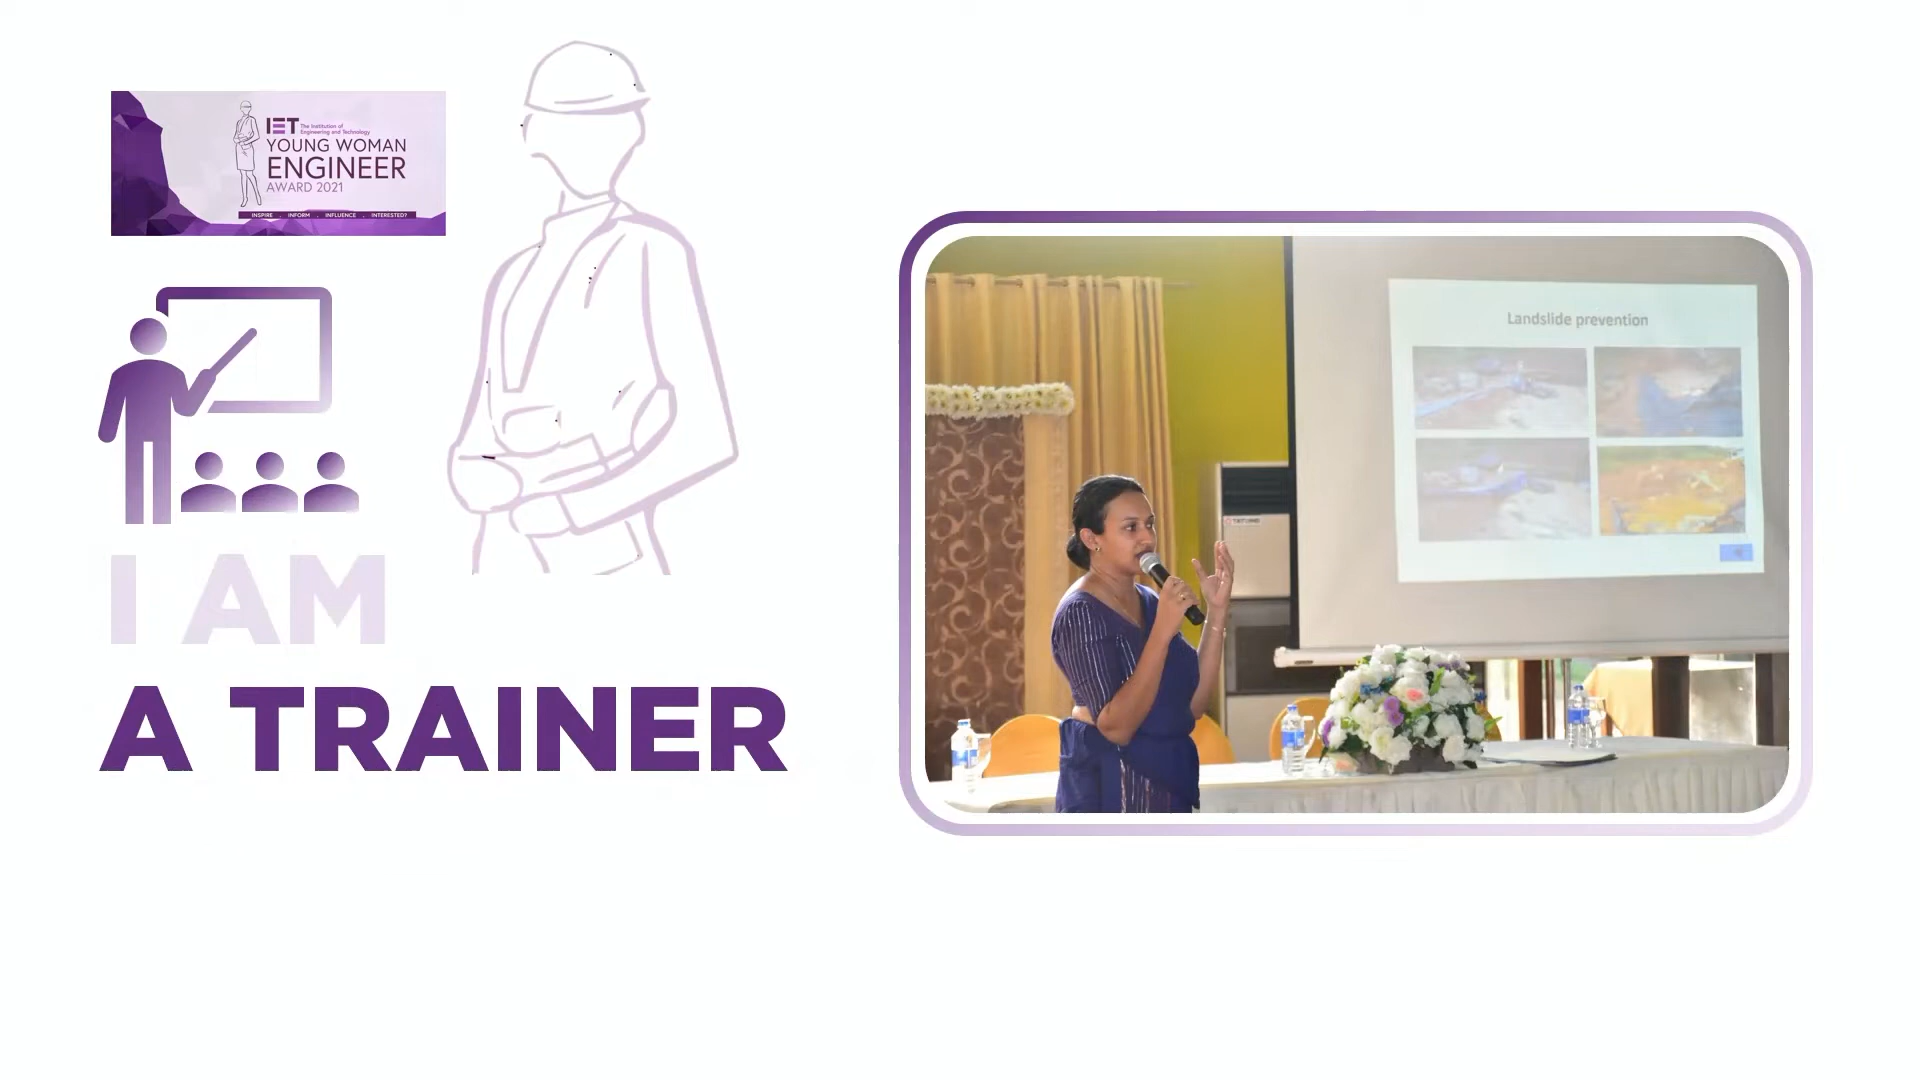 IET The Institution of
Engineering and Technology
YOUNG WOMAN
ENGINEER
AWARD 2021
INSPIRE . INFORM . INFLUENCE . INTERESTED?
I AM
A TRAINER
Landslide prevention
TATUNG